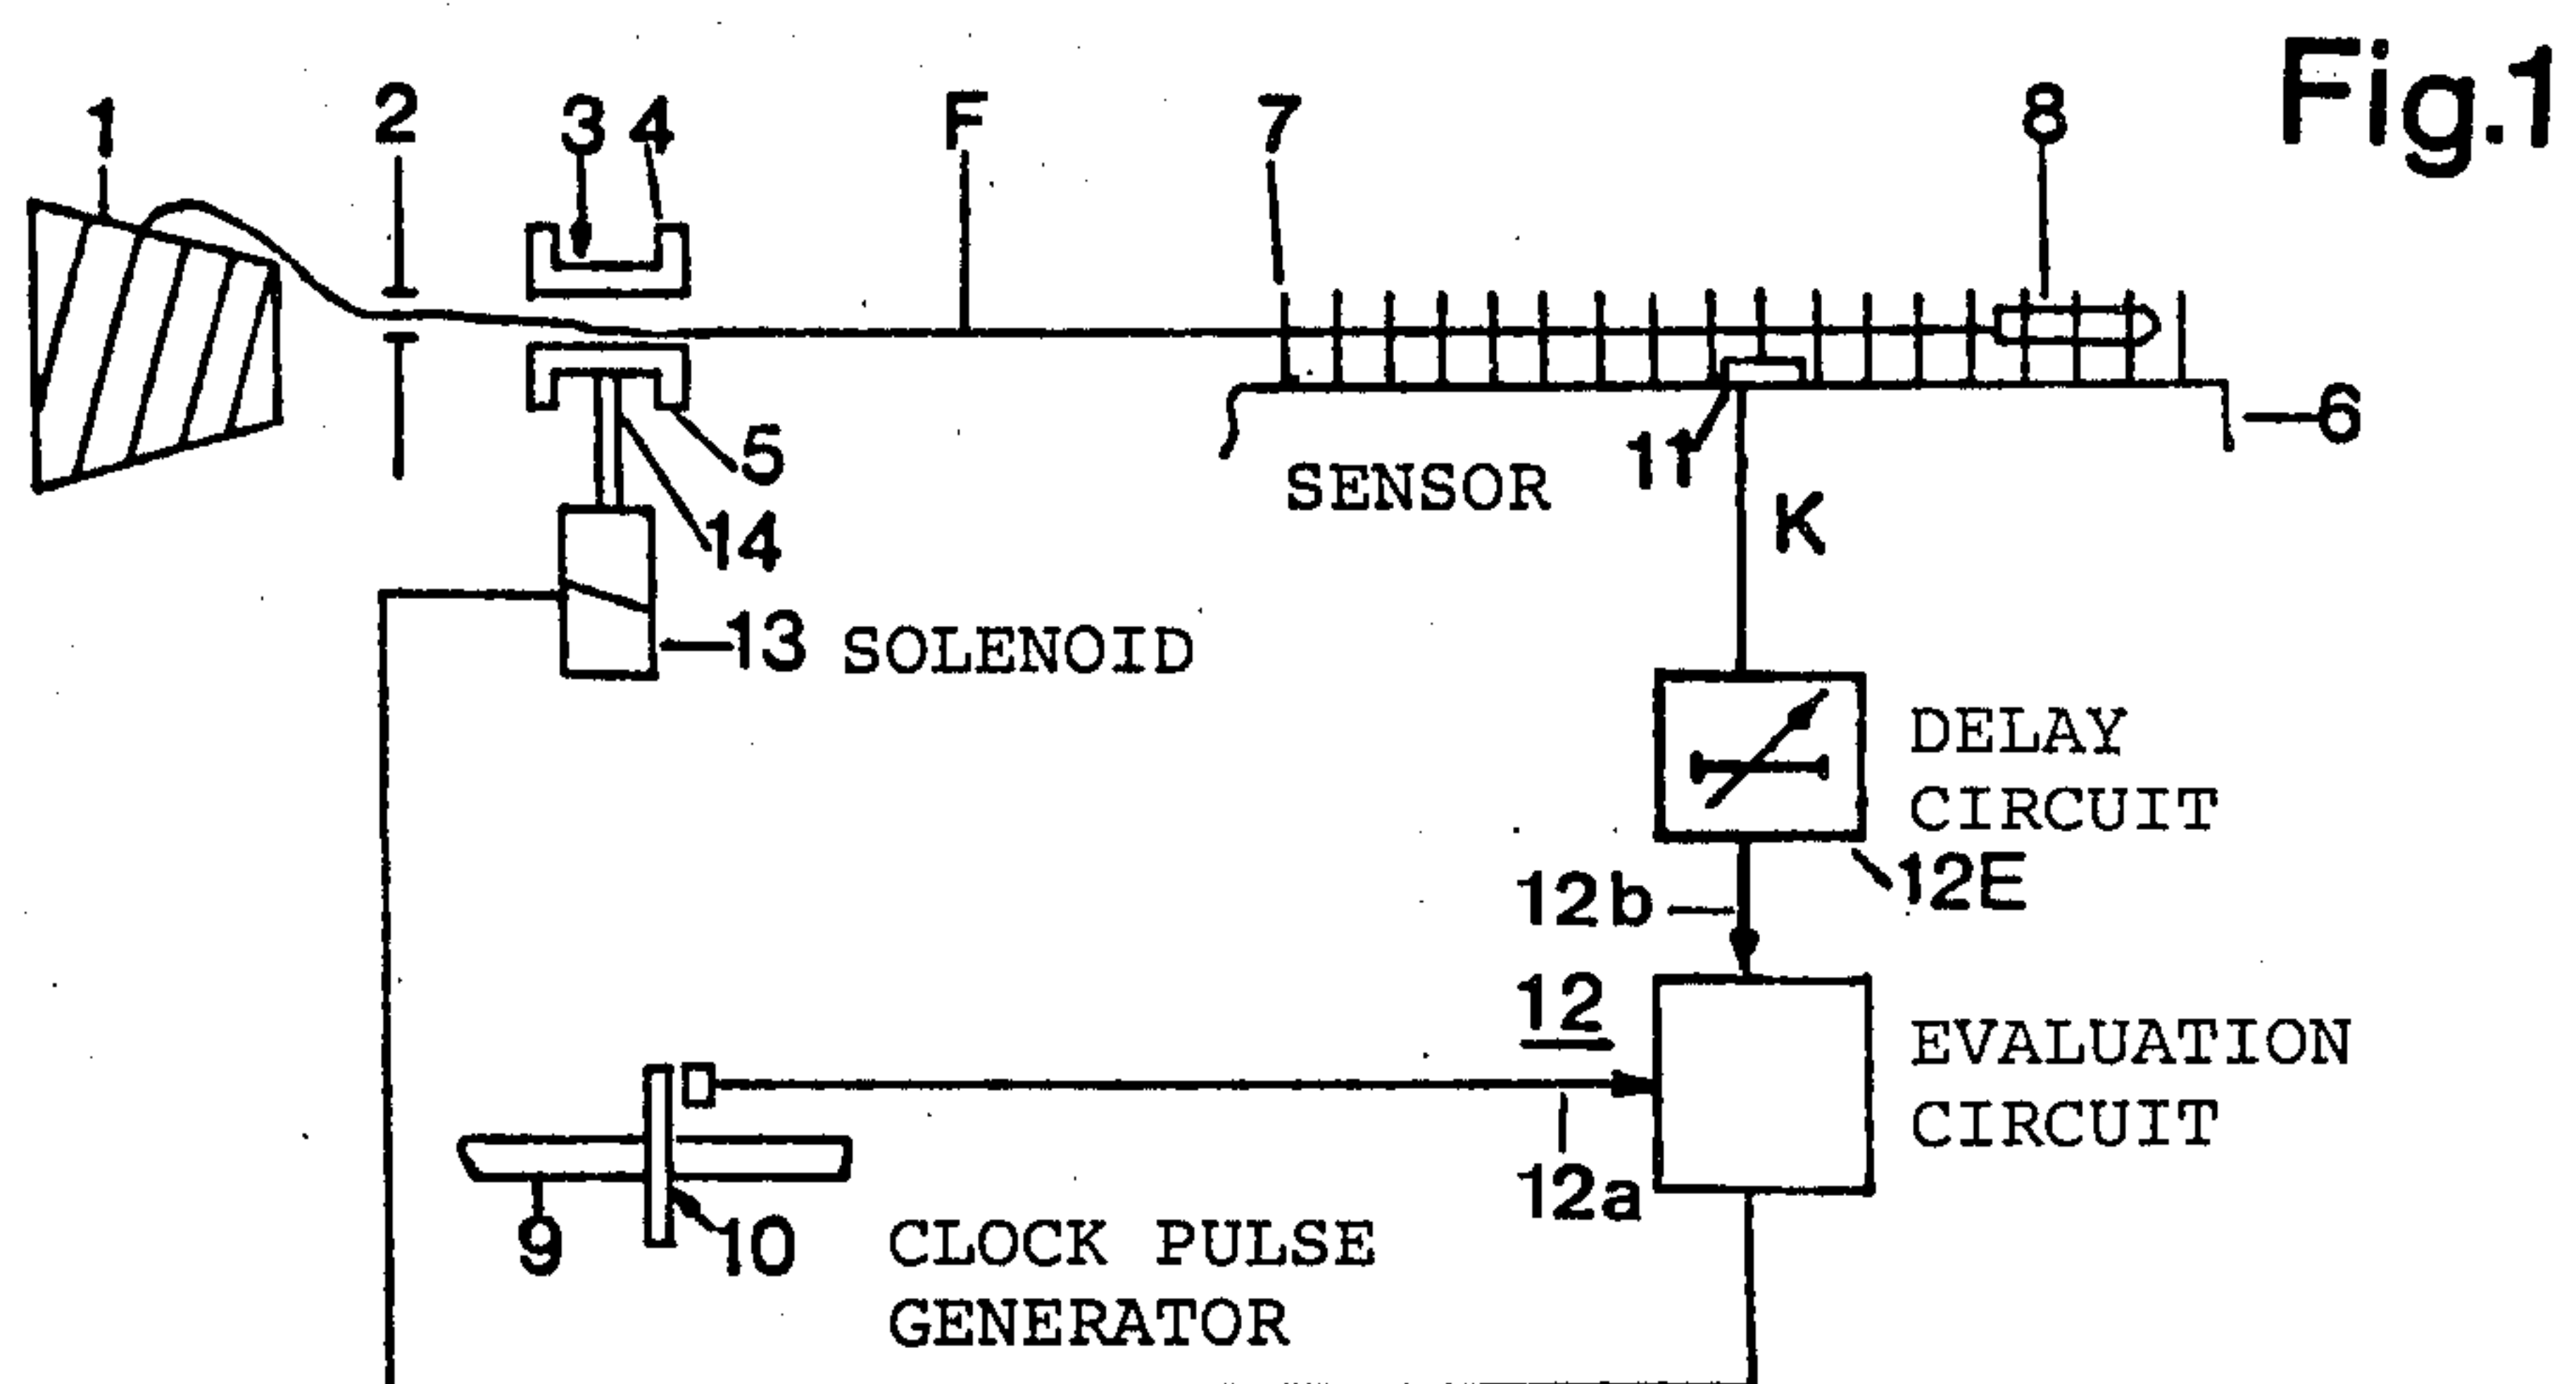 Fig.1
1
2
3 4
F
7
8
5
6
11
SENSOR
14
K
13 SOLENOID
DELAY
CIRCUIT
12E
12b
12
EVALUATION
CIRCUIT
12a
9
10
CLOCK PULSE
GENERATOR